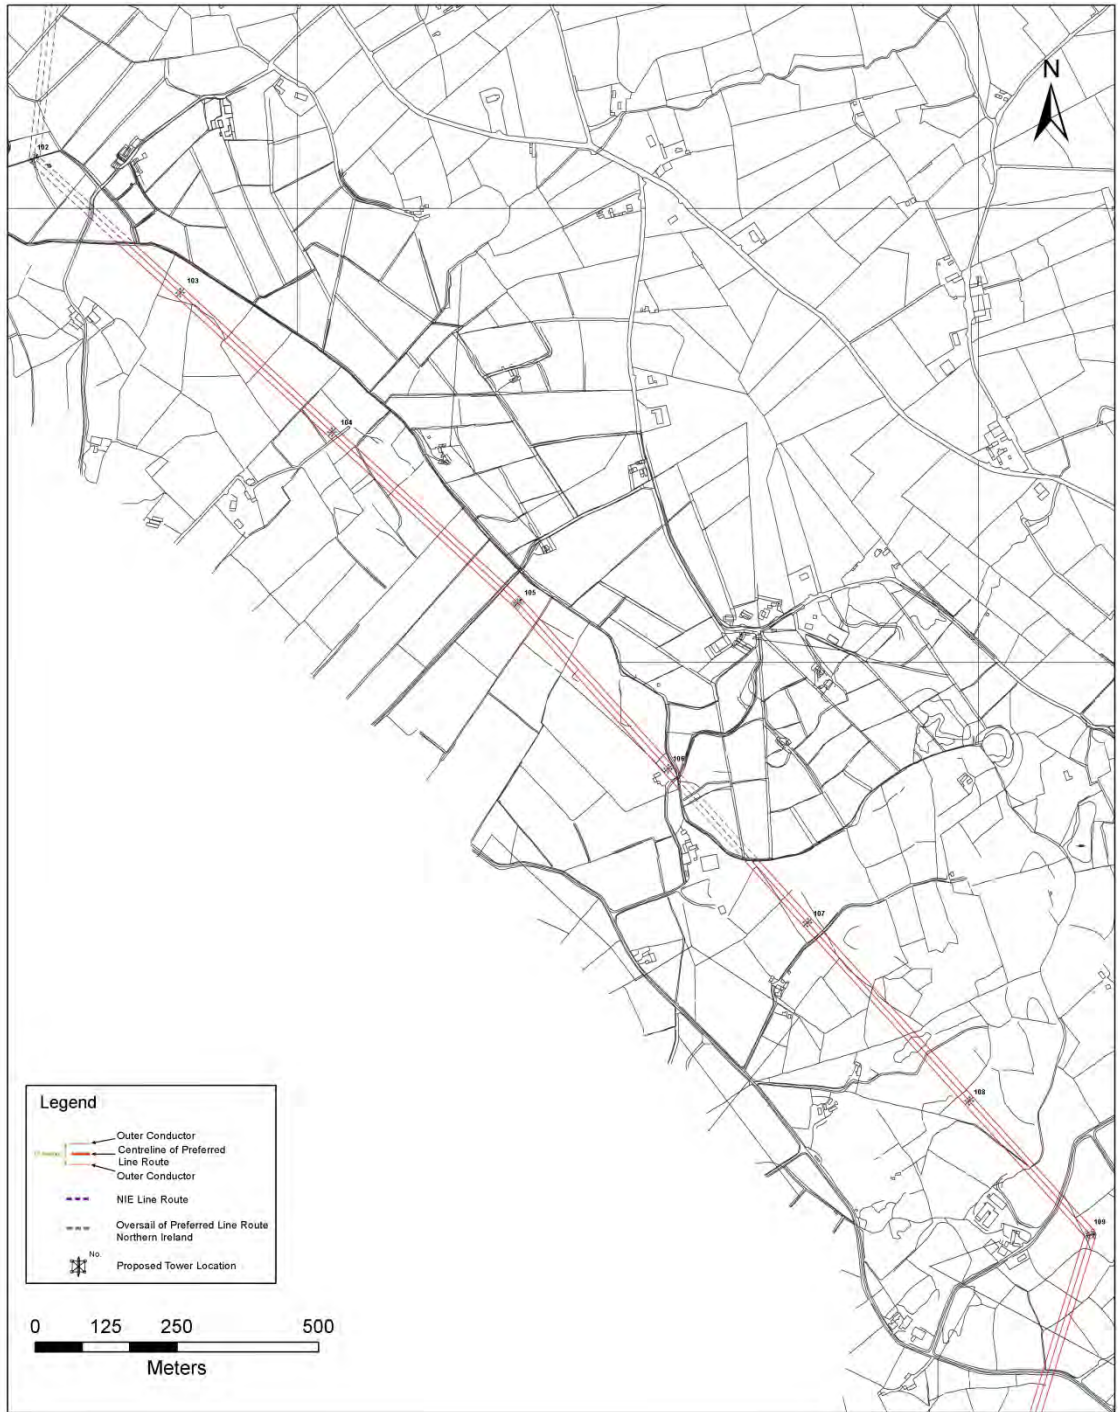 N
102
103
104
105
106
107
108
109
Legend
Outer Conductor
Centreline of Preferred
Line Route
Outer Conductor
NIE Line Route
Oversail of Preferred Line Route
Northern Ireland
No.
Proposed Tower Location
0 125 250 500
Meters